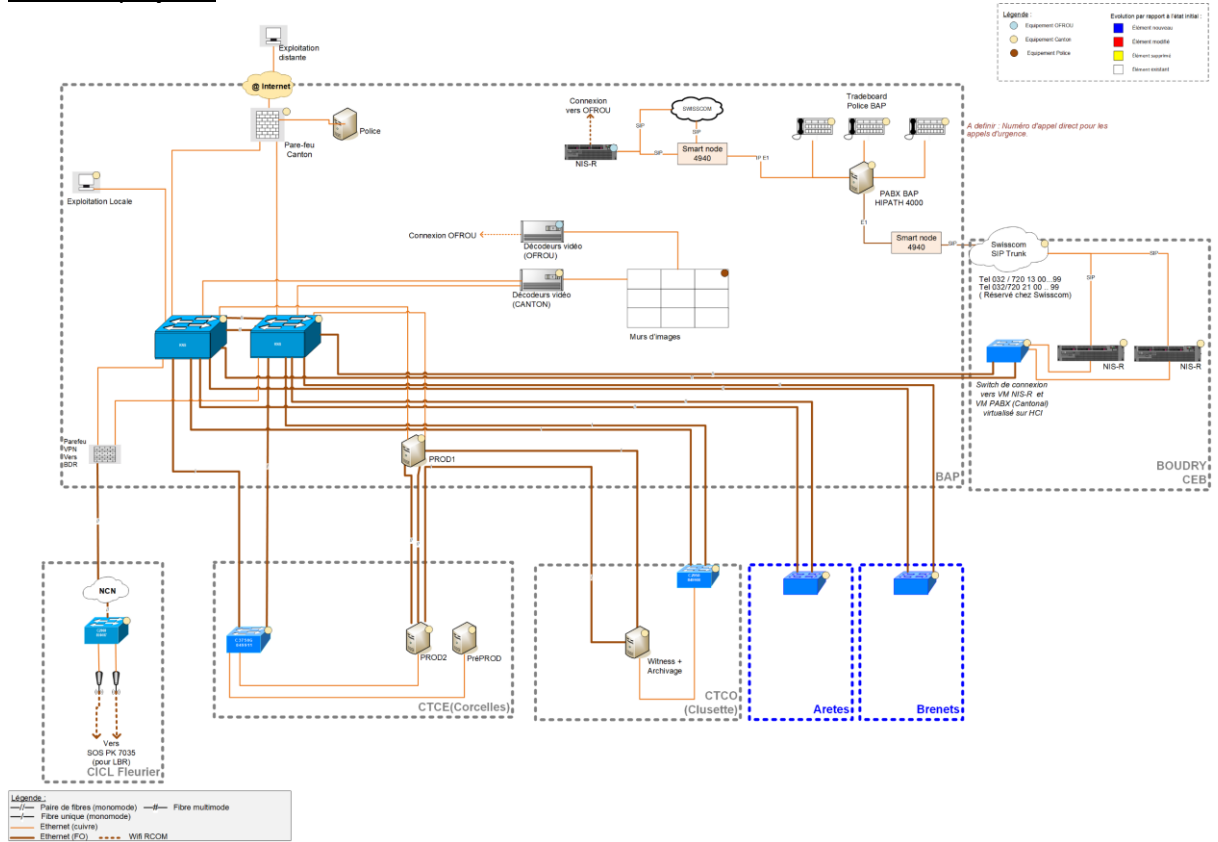 Légende :
Equipement OFROU
Equipement Canton
Equipement Police
Evolution par rapport à l'état initial :
Elément nouveau
Elément modifié
Elément supprimé
Elément existant
Exploitation
distante
@ Internet
Pare-feu
Canton
Police
Exploitation Locale
Connexion
vers OFROU
NIS-R
SWISSCOM
SIP
SIP
SIP
Smart node
4940
IP E1
Tradeboard
Police BAP
A definir : Numéro d'appel direct pour les
appels d'urgence.
PABX BAP
HIPATH 4000
E1
Smart node
4940
SIP
Swisscom
SIP Trunk
SIP
SIP
Tel 032 / 720 13 00...99
Tel 032/720 21 00 .. 99
( Réservé chez Swisscom)
NIS-R
NIS-R
Switch de connexion
vers VM NIS-R et
VM PABX (Cantonal)
virtualisé sur HCI
BOUDRY
CEB
Connexion OFROU
Décodeurs vidéo
(OFROU)
Décodeurs vidéo
(CANTON)
Murs d'images
Parefeu
VPN
Vers
BDR
PROD1
BAP
NCN
Vers
SOS PK 7035
(pour LBR)
CICL Fleurier
PROD2
PréPROD
CTCE(Corcelles)
Witness +
Archivage
CTCO
(Clusette)
Aretes
Brenets
Légende :
Paire de fibres (monomode)
Fibre multimode
Fibre unique (monomode)
Ethernet (cuivre)
Ethernet (FO)
Wifi RCOM